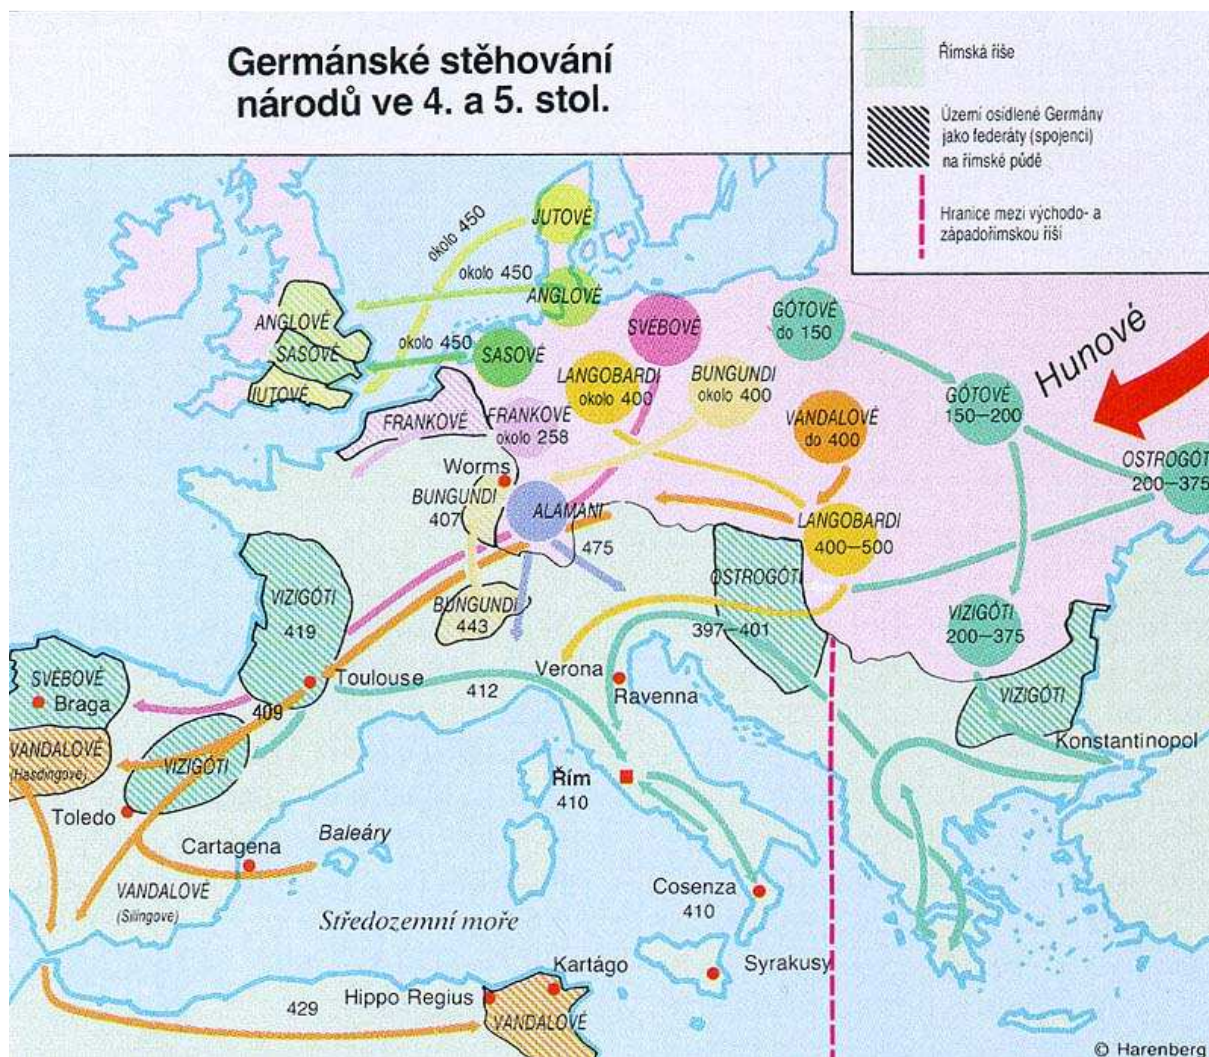 Germánské stěhování
národů ve 4. a 5. stol.
Římská říše
Území osidlené Germány
jako federáty (spojenci)
na římské půdě
Hranice mezi východo- a
západořímskou říší
JUTOVÉ
okolo 450
okolo 450
ANGLOVÉ
okolo 450
ANGLOVÉ
SASOVÉ
JUTOVÉ
SASOVÉ
SVÉBOVÉ
GÓTOVÉ
do 150
Hunové
LANGOBARDI
okolo 400
BUNGUNDI
okolo 400
VANDALOVÉ
do 400
GÓTOVÉ
150–200
FRANKOVÉ
FRANKOVÉ
okolo 258
OSTROGÓTI
200–375
Worms
BUNGUNDI
407
ALAMANI
475
LANGOBARDI
400–500
OSTROGÓTI
397–401
VIZIGÓTI
419
BUNGUNDI
443
VIZIGÓTI
200–375
Verona
Ravenna
Toulouse
412
SVÉBOVÉ
Braga
409
VIZIGÓTI
VANDALOVÉ
(Hasdingové)
VIZIGÓTI
Konstantinopol
Řím
410
Toledo
Cartagena
Baleáry
VANDALOVÉ
(Silingové)
Cosenza
410
Středozemní moře
Kartágo
Syrakusy
429
Hippo Regius
VANDALOVÉ
© Harenberg